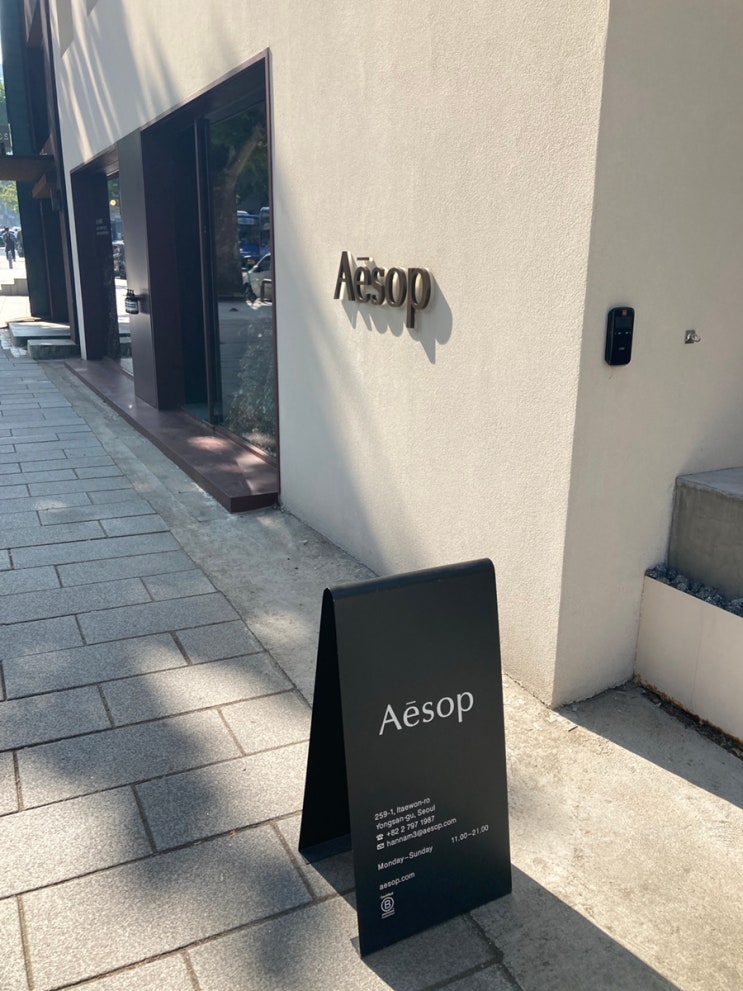 Aēsop
Aēsop
259-1, Itaewon-ro
Yongsan-gu, Seoul
☎ +82 2 797 1987
✉ hannam3@aesop.com
Monday–Sunday 11.00–21.00
aesop.com
Certified
B